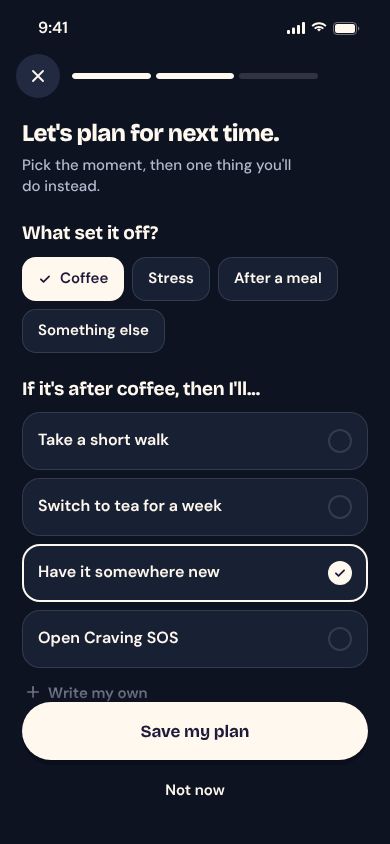 9:41
Let's plan for next time.
Pick the moment, then one thing you'll
do instead.
What set it off?
Coffee
Stress
After a meal
Something else
If it's after coffee, then I'll...
Take a short walk
Switch to tea for a week
Have it somewhere new
Open Craving SOS
Write my own
Save my plan
Not now